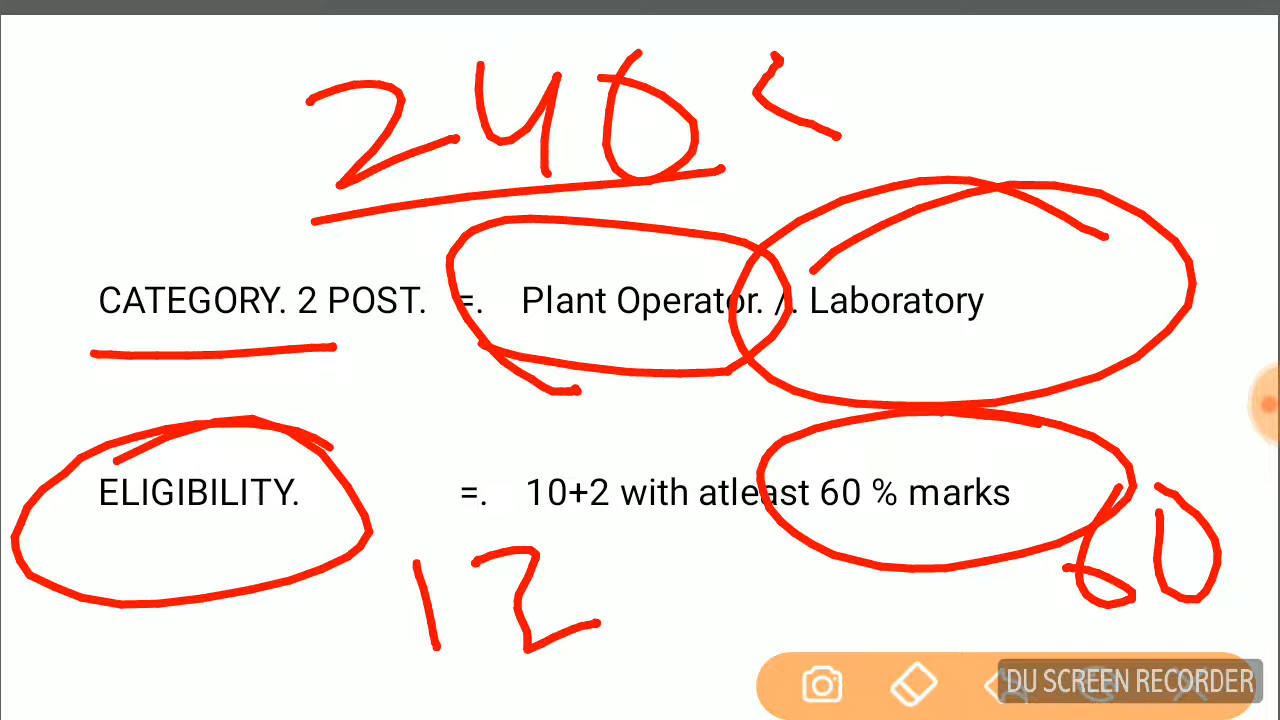 240
CATEGORY. 2 POST. =. Plant Operator. /. Laboratory
ELIGIBILITY. =. 10+2 with atleast 60 % marks
12 60
DU SCREEN RECORDER